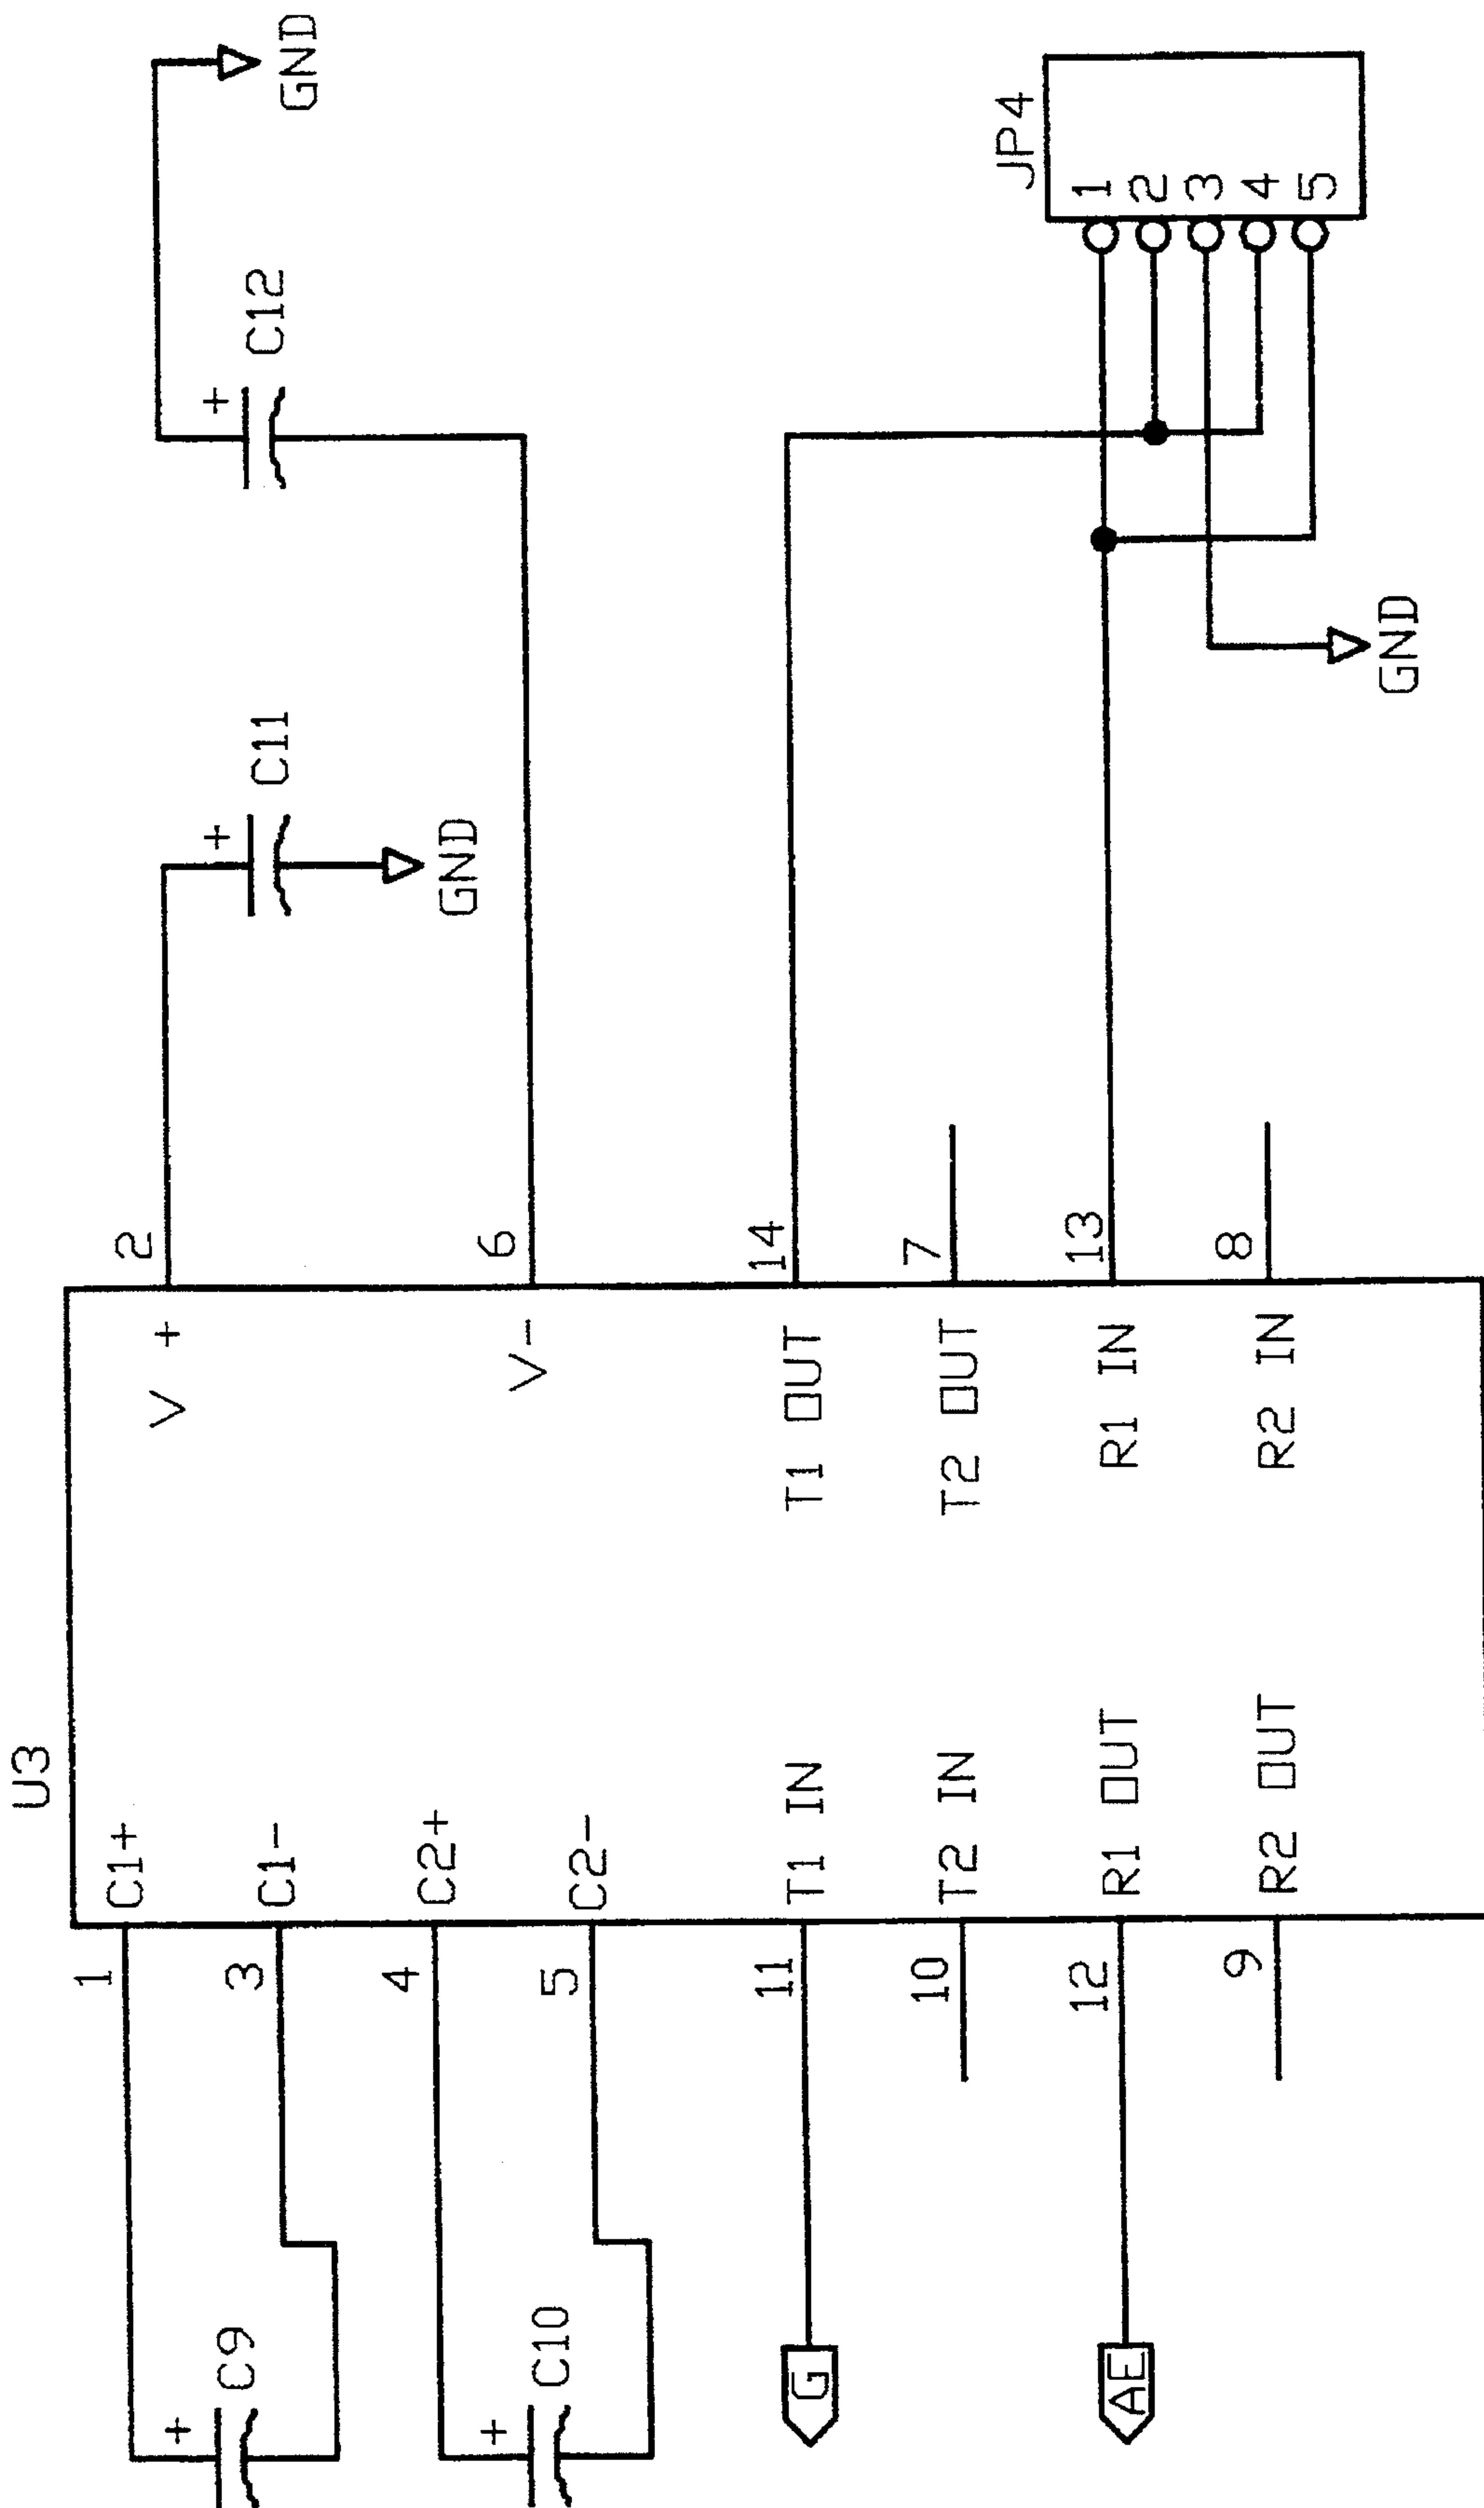 U3
C9
+
1
C1+
3
C1-
C10
+
4
C2+
5
C2-
G
11
T1 IN
10
T2 IN
AE
12
R1 OUT
9
R2 OUT
V +
2
V-
6
T1 OUT
14
T2 OUT
7
R1 IN
13
R2 IN
8
+
C11
GND
+
C12
GND
JP4
1
2
3
4
5
GND